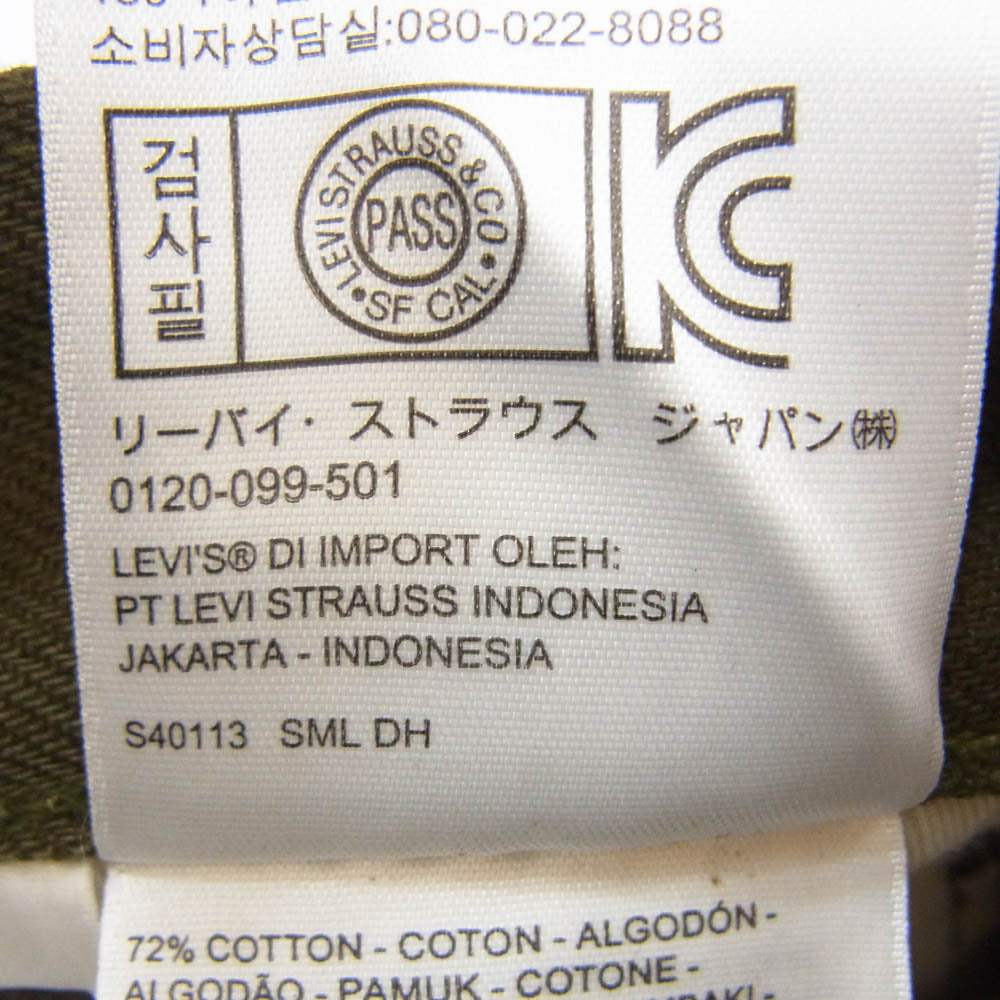 소비자상담실:080-022-8088
검사필
LEVI STRAUSS & CO
PASS
• SF CAL •
KC
リーバイ・ストラウス ジャパン㈱
0120-099-501
LEVI'S® DI IMPORT OLEH:
PT LEVI STRAUSS INDONESIA
JAKARTA - INDONESIA
S40113 SML DH
72% COTTON - COTON - ALGODÓN -
ALGODÃO - PAMUK - COTONE -